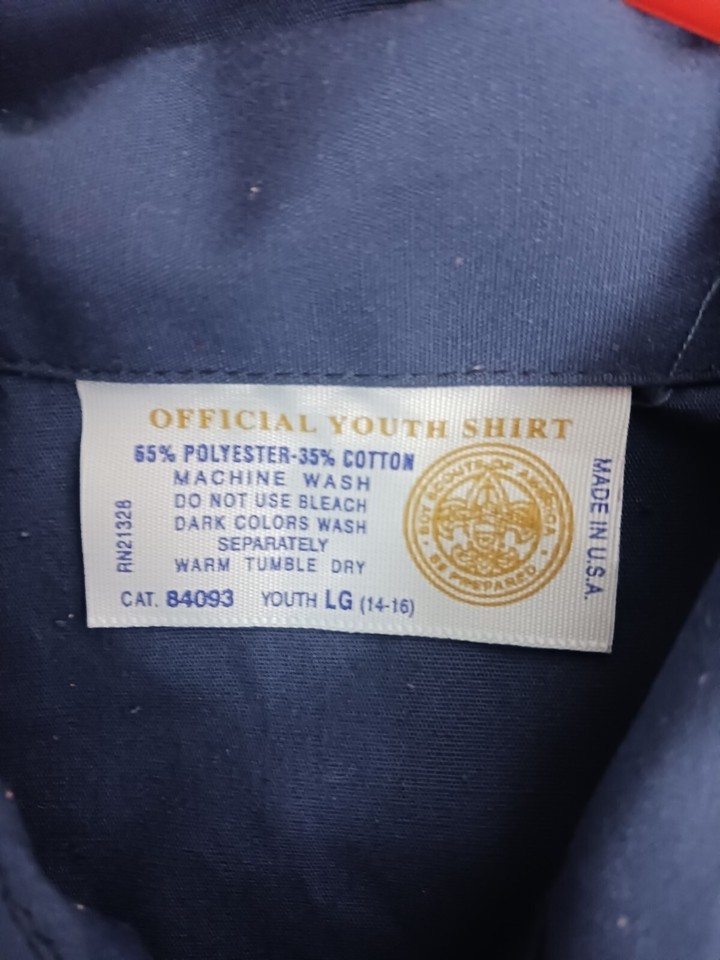 OFFICIAL YOUTH SHIRT
65% POLYESTER-35% COTTON
MACHINE WASH
DO NOT USE BLEACH
DARK COLORS WASH
SEPARATELY
WARM TUMBLE DRY
CAT. 84093 YOUTH LG (14-16)
RN21328
BOY SCOUTS OF AMERICA
BE PREPARED
MADE IN U.S.A.